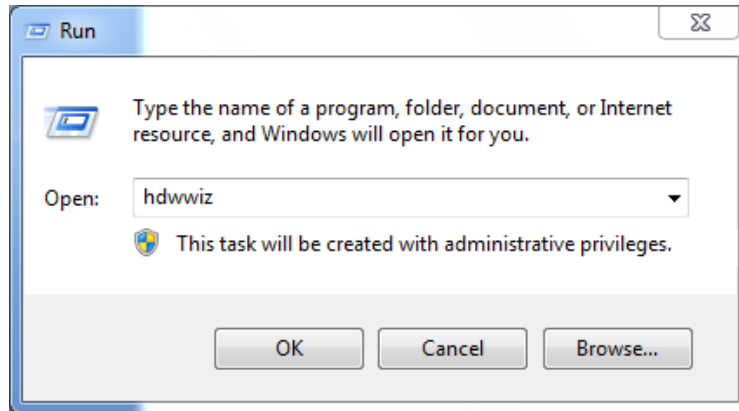 Run
Type the name of a program, folder, document, or Internet
resource, and Windows will open it for you.
Open: hdwwiz
This task will be created with administrative privileges.
OK Cancel Browse...